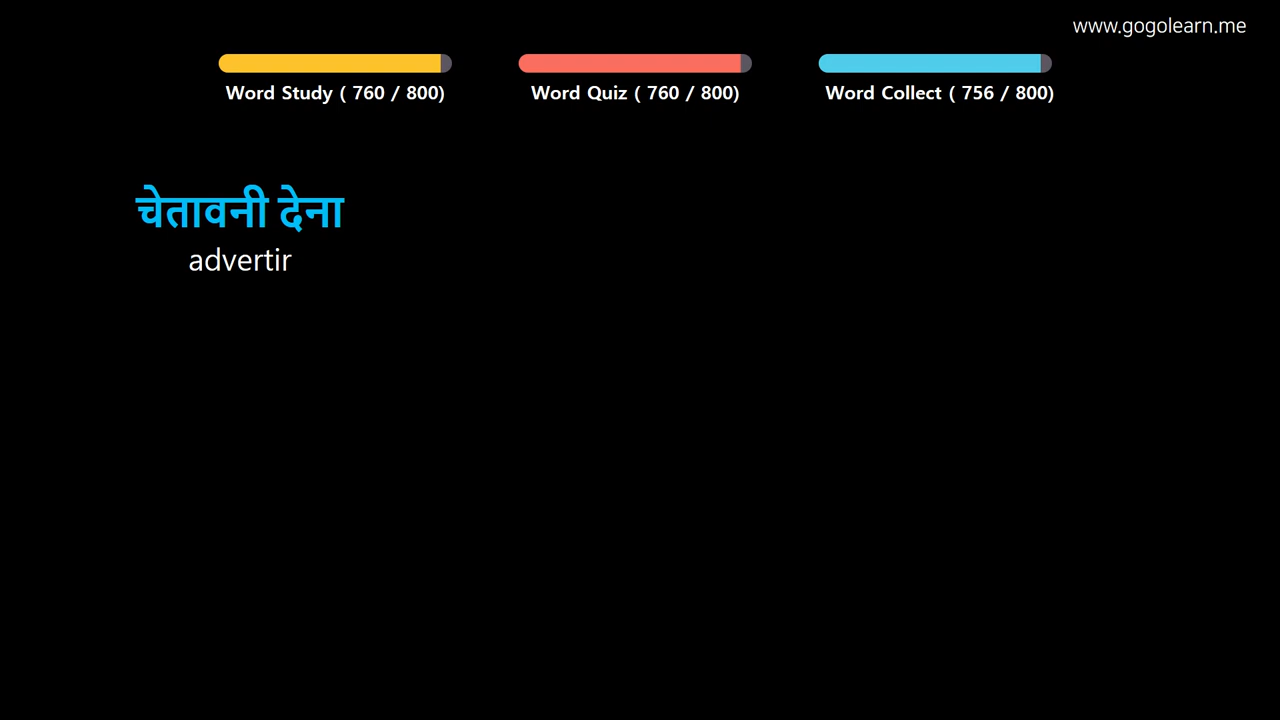 www.gogolearn.me
Word Study ( 760 / 800)
Word Quiz ( 760 / 800)
Word Collect ( 756 / 800)
चेतावनी देना
advertir